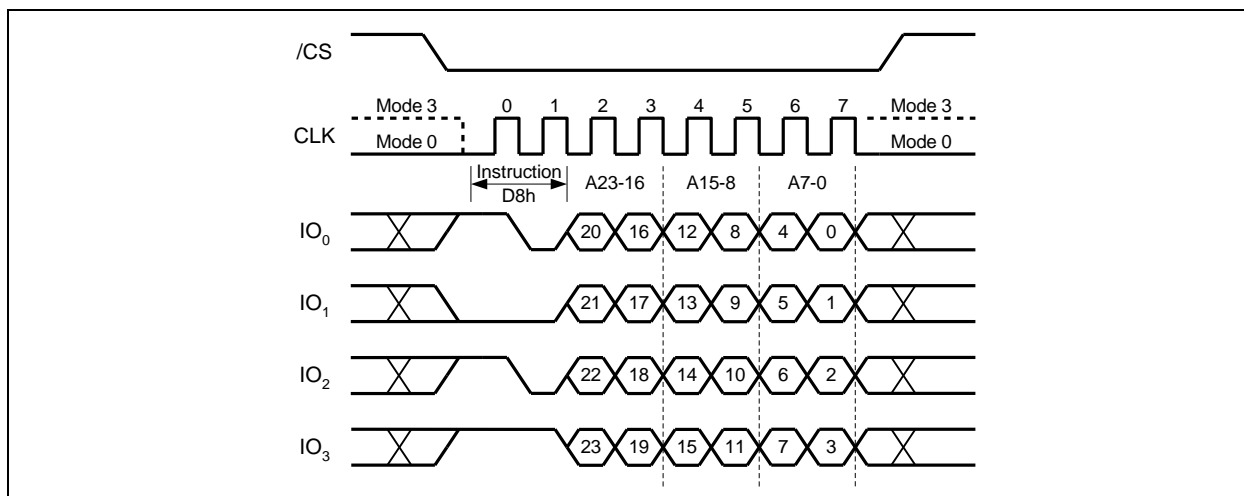 /CS
Mode 3 0 1 2 3 4 5 6 7 Mode 3
CLK
Mode 0 Mode 0
Instruction A23-16 A15-8 A7-0
D8h
IO0 20 16 12 8 4 0
IO1 21 17 13 9 5 1
IO2 22 18 14 10 6 2
IO3 23 19 15 11 7 3